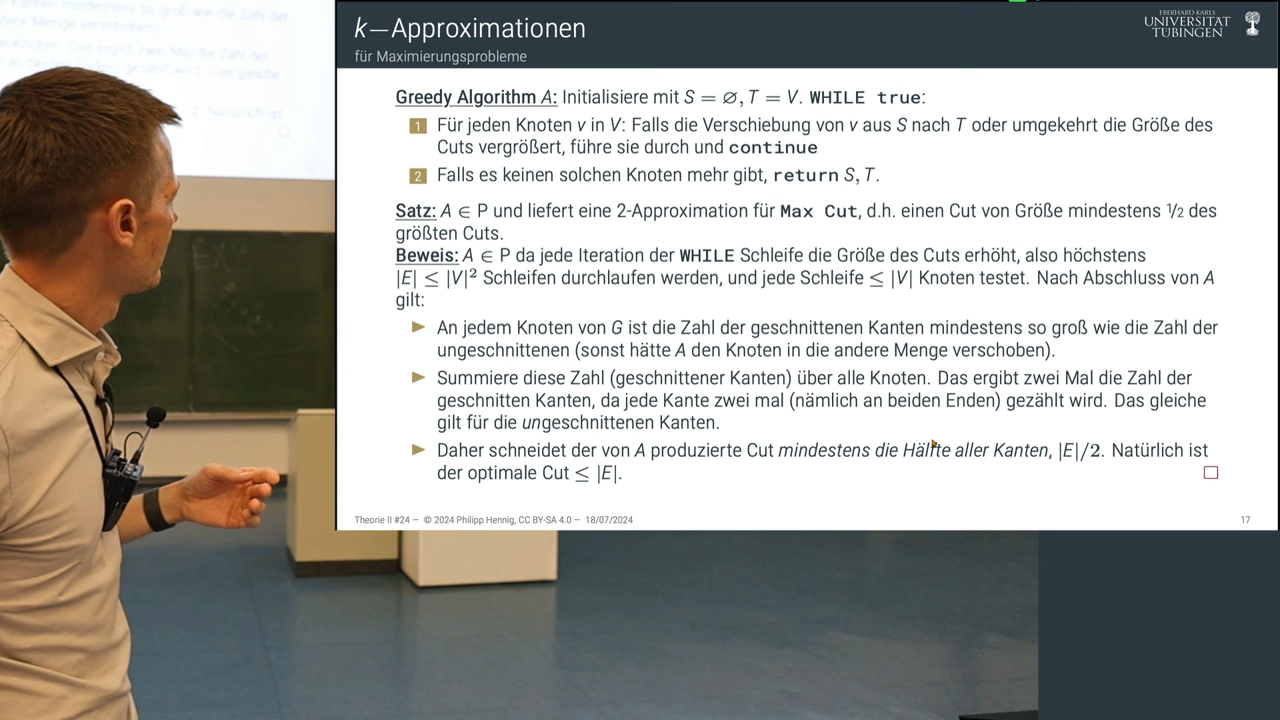 k—Approximationen
für Maximierungsprobleme
EBERHARD KARLS
UNIVERSITÄT
TÜBINGEN
Greedy Algorithm A: Initialisiere mit S = ∅, T = V. WHILE true:
1 Für jeden Knoten v in V: Falls die Verschiebung von v aus S nach T oder umgekehrt die Größe des
Cuts vergrößert, führe sie durch und continue
2 Falls es keinen solchen Knoten mehr gibt, return S, T.
Satz: A ∈ P und liefert eine 2-Approximation für Max Cut, d.h. einen Cut von Größe mindestens 1/2 des
größten Cuts.
Beweis: A ∈ P da jede Iteration der WHILE Schleife die Größe des Cuts erhöht, also höchstens
|E| ≤ |V|² Schleifen durchlaufen werden, und jede Schleife ≤ |V| Knoten testet. Nach Abschluss von A
gilt:
► An jedem Knoten von G ist die Zahl der geschnittenen Kanten mindestens so groß wie die Zahl der
ungeschnittenen (sonst hätte A den Knoten in die andere Menge verschoben).
► Summiere diese Zahl (geschnittener Kanten) über alle Knoten. Das ergibt zwei Mal die Zahl der
geschnitten Kanten, da jede Kante zwei mal (nämlich an beiden Enden) gezählt wird. Das gleiche
gilt für die ungeschnittenen Kanten.
► Daher schneidet der von A produzierte Cut mindestens die Hälfte aller Kanten, |E|/2. Natürlich ist
der optimale Cut ≤ |E|. □
Theorie II #24 — © 2024 Philipp Hennig, CC BY-SA 4.0 — 18/07/2024
17